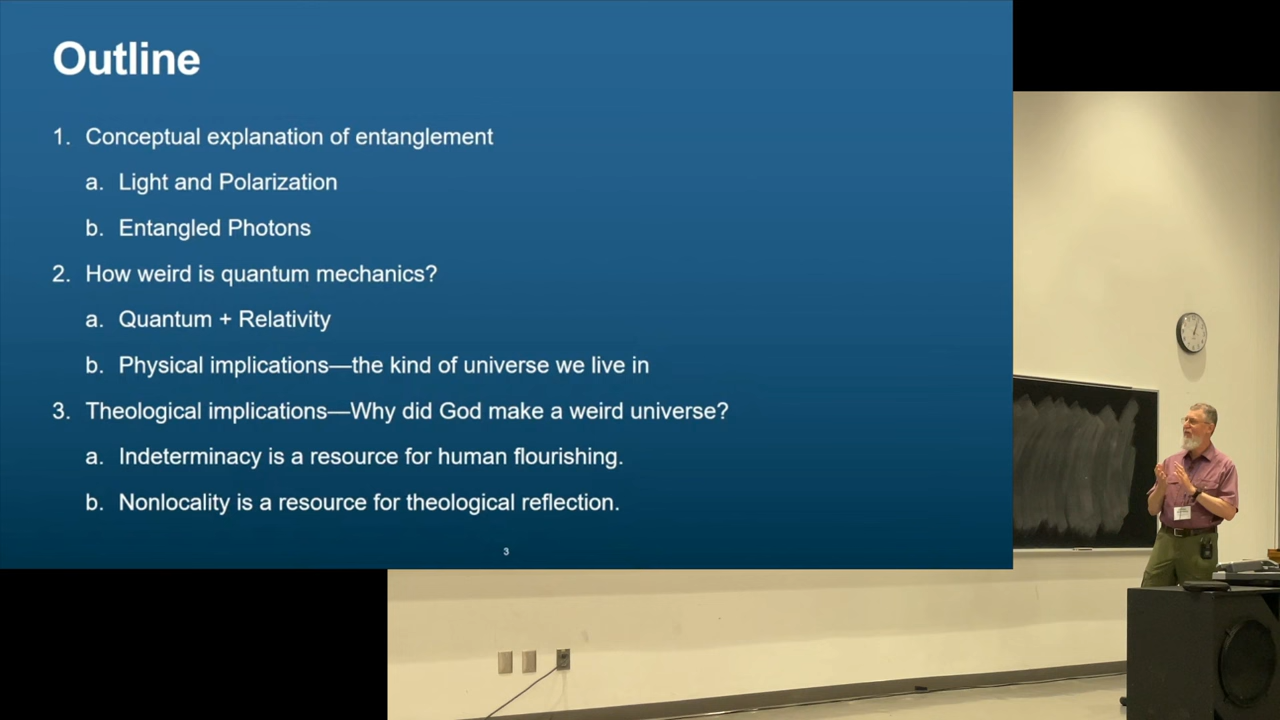 Outline
1. Conceptual explanation of entanglement
a. Light and Polarization
b. Entangled Photons
2. How weird is quantum mechanics?
a. Quantum + Relativity
b. Physical implications—the kind of universe we live in
3. Theological implications—Why did God make a weird universe?
a. Indeterminacy is a resource for human flourishing.
b. Nonlocality is a resource for theological reflection.
3